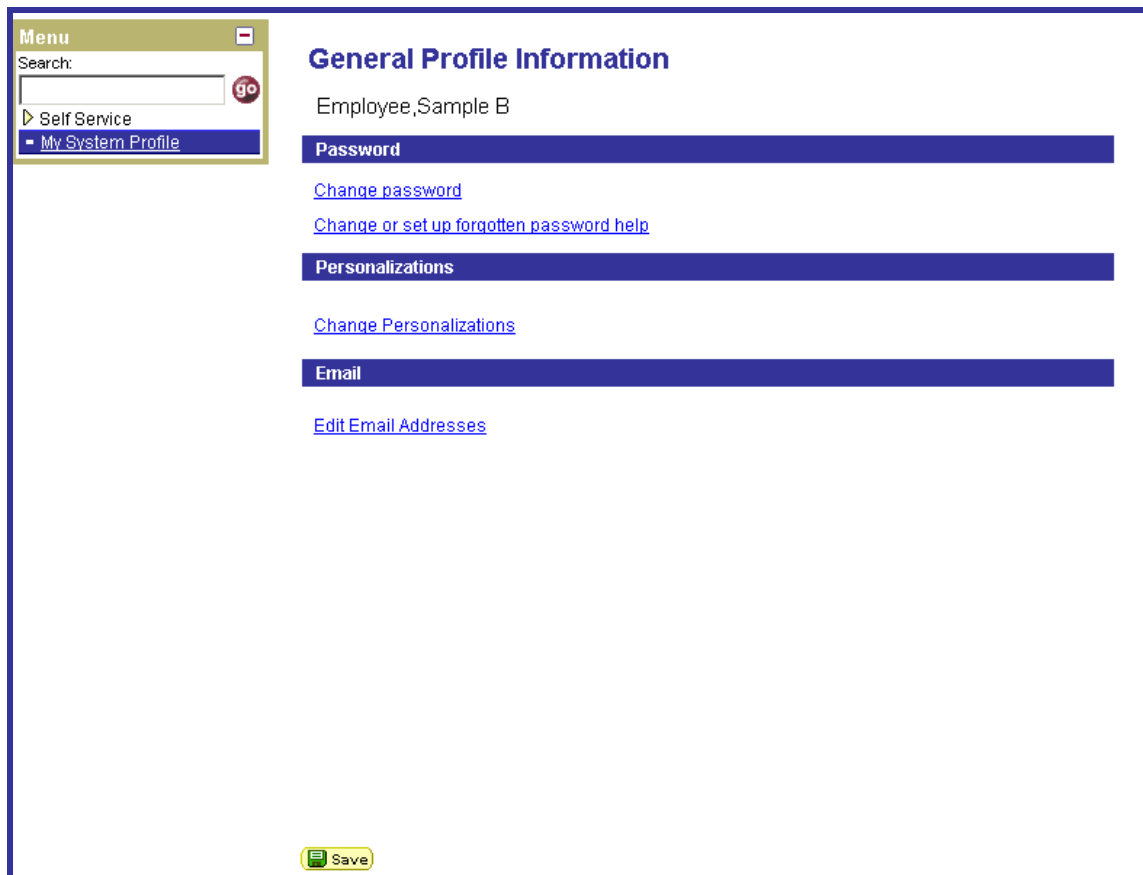 Menu
Search:
go
Self Service
My System Profile
General Profile Information
Employee,Sample B
Password
Change password
Change or set up forgotten password help
Personalizations
Change Personalizations
Email
Edit Email Addresses
Save